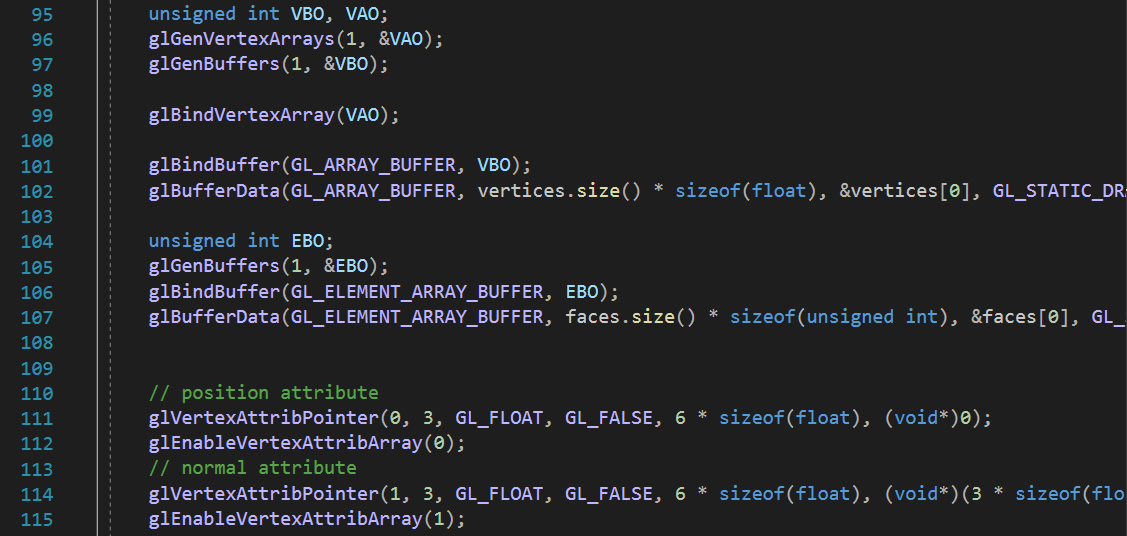 95 unsigned int VBO, VAO;
96 glGenVertexArrays(1, &VAO);
97 glGenBuffers(1, &VBO);
98
99 glBindVertexArray(VAO);
100
101 glBindBuffer(GL_ARRAY_BUFFER, VBO);
102 glBufferData(GL_ARRAY_BUFFER, vertices.size() * sizeof(float), &vertices[0], GL_STATIC_DR
103
104 unsigned int EBO;
105 glGenBuffers(1, &EBO);
106 glBindBuffer(GL_ELEMENT_ARRAY_BUFFER, EBO);
107 glBufferData(GL_ELEMENT_ARRAY_BUFFER, faces.size() * sizeof(unsigned int), &faces[0], GL_
108
109
110 // position attribute
111 glVertexAttribPointer(0, 3, GL_FLOAT, GL_FALSE, 6 * sizeof(float), (void*)0);
112 glEnableVertexAttribArray(0);
113 // normal attribute
114 glVertexAttribPointer(1, 3, GL_FLOAT, GL_FALSE, 6 * sizeof(float), (void*)(3 * sizeof(flo
115 glEnableVertexAttribArray(1);